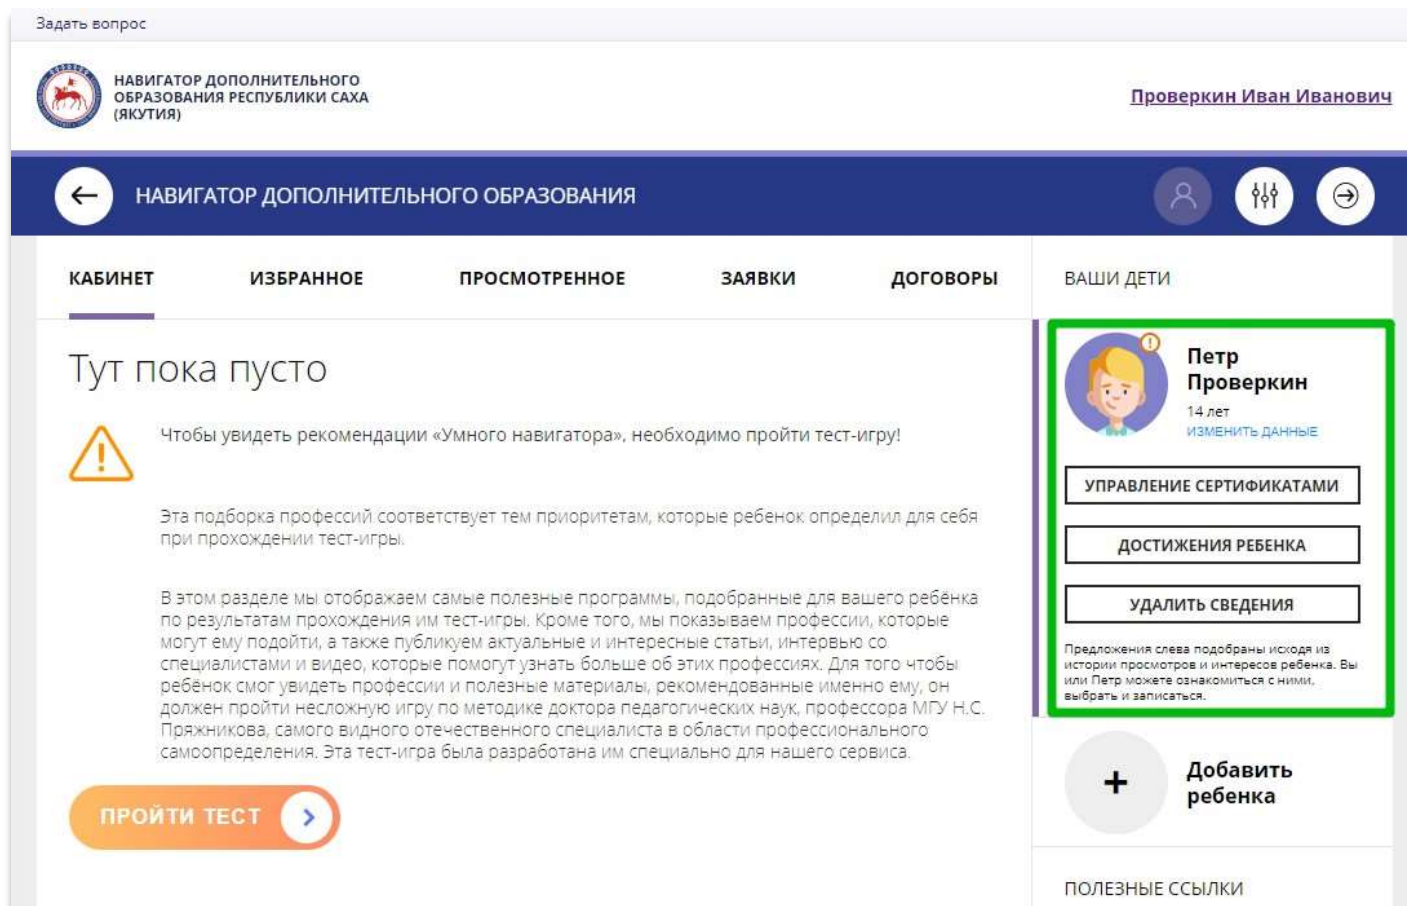 Задать вопрос
НАВИГАТОР ДОПОЛНИТЕЛЬНОГО
ОБРАЗОВАНИЯ РЕСПУБЛИКИ САХА
(ЯКУТИЯ)
Проверкин Иван Иванович
НАВИГАТОР ДОПОЛНИТЕЛЬНОГО ОБРАЗОВАНИЯ
КАБИНЕТ ИЗБРАННОЕ ПРОСМОТРЕННОЕ ЗАЯВКИ ДОГОВОРЫ
Тут пока пусто
Чтобы увидеть рекомендации «Умного навигатора», необходимо пройти тест-игру!
Эта подборка профессий соответствует тем приоритетам, которые ребенок определил для себя
при прохождении тест-игры.
В этом разделе мы отображаем самые полезные программы, подобранные для вашего ребёнка
по результатам прохождения им тест-игры. Кроме того, мы показываем профессии, которые
могут ему подойти, а также публикуем актуальные и интересные статьи, интервью со
специалистами и видео, которые помогут узнать больше об этих профессиях. Для того чтобы
ребёнок смог увидеть профессии и полезные материалы, рекомендованные именно ему, он
должен пройти несложную игру по методике доктора педагогических наук, профессора МГУ Н.С.
Пряжникова, самого видного отечественного специалиста в области профессионального
самоопределения. Эта тест-игра была разработана им специально для нашего сервиса.
ПРОЙТИ ТЕСТ
ВАШИ ДЕТИ
Петр
Проверкин
14 лет
ИЗМЕНИТЬ ДАННЫЕ
УПРАВЛЕНИЕ СЕРТИФИКАТАМИ
ДОСТИЖЕНИЯ РЕБЕНКА
УДАЛИТЬ СВЕДЕНИЯ
Предложения слева подобраны исходя из
истории просмотров и интересов ребенка. Вы
или Петр можете ознакомиться с ними,
выбрать и записаться.
Добавить
ребенка
ПОЛЕЗНЫЕ ССЫЛКИ